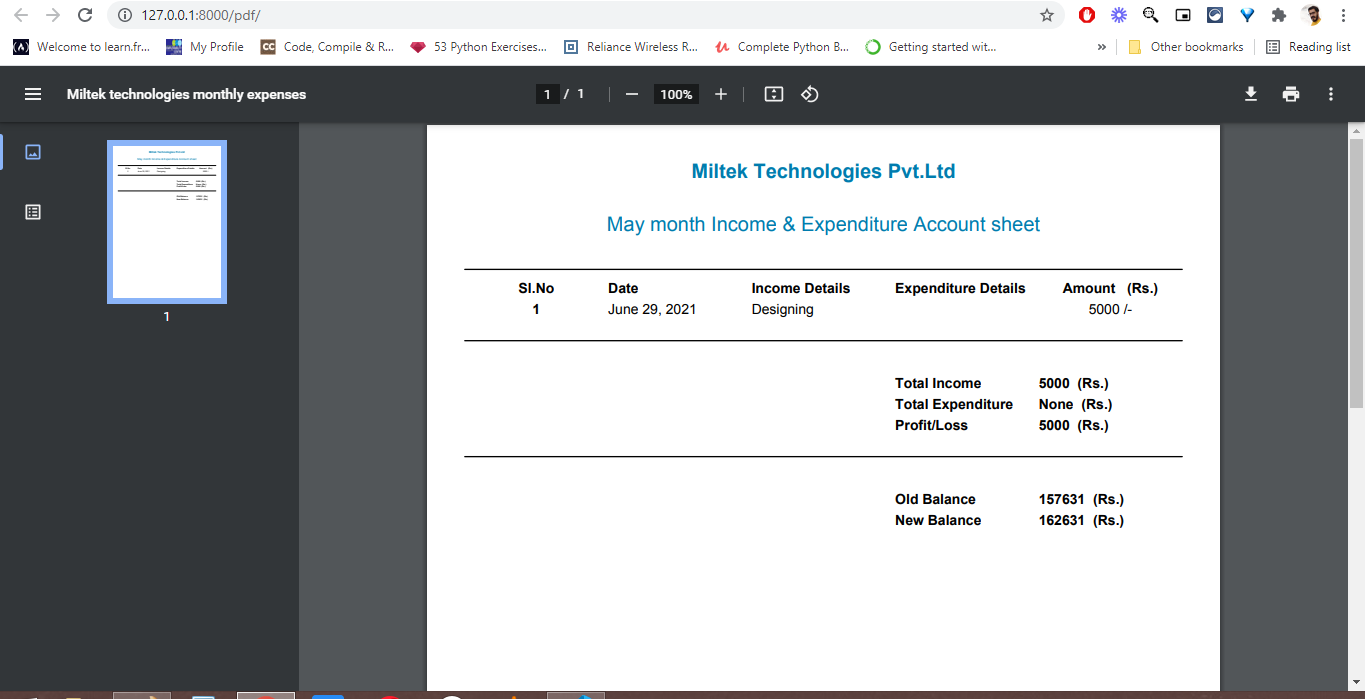 127.0.0.1:8000/pdf/
Welcome to learn.fr... My Profile CC Code, Compile & R... 53 Python Exercises... Reliance Wireless R... Complete Python B... Getting started wit... » Other bookmarks Reading list
Miltek technologies monthly expenses 1 / 1 — 100% +
Miltek Technologies Pvt.Ltd
May month Income & Expenditure Account sheet
Sl.No Date Income Details Expenditure Details Amount (Rs.)
1 June 29, 2021 Designing 5000 /-
Total Income 5000 (Rs.)
Total Expenditure None (Rs.)
Profit/Loss 5000 (Rs.)
Old Balance 157631 (Rs.)
New Balance 162631 (Rs.)
1